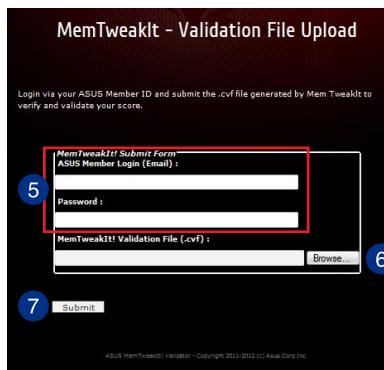 MemTweakIt - Validation File Upload
Login via your ASUS Member ID and submit the .cvf file generated by Mem TweakIt to
verify and validate your score.
MemTweakIt! Submit Form
ASUS Member Login (Email) :
5
Password :
MemTweakIt! Validation File (.cvf) :
Browse... 6
7 Submit
ASUS MemTweakIt! Validator - Copyright 2011-2012 (c) Asus Corp Inc.